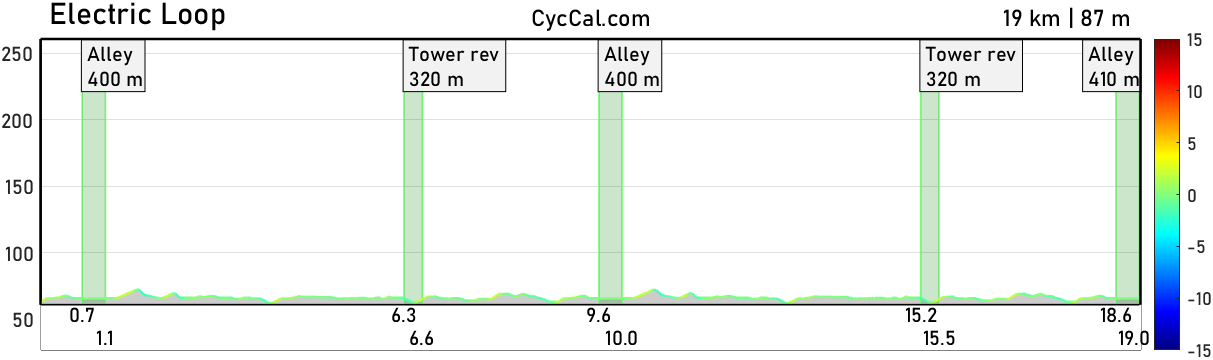 Electric Loop
CycCal.com
19 km | 87 m
Alley
400 m
Tower rev
320 m
Alley
400 m
Tower rev
320 m
Alley
410 m
250
200
150
100
50
0.7
6.3
9.6
15.2
18.6
1.1
6.6
10.0
15.5
19.0
15
10
5
0
-5
-10
-15